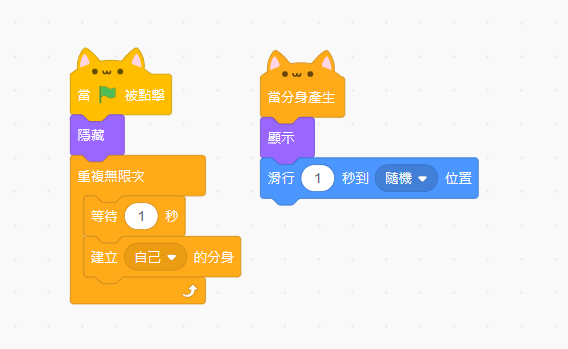 當 被點擊
隱藏
重複無限次
等待 1 秒
建立 自己 的分身
當分身產生
顯示
滑行 1 秒到 隨機 位置